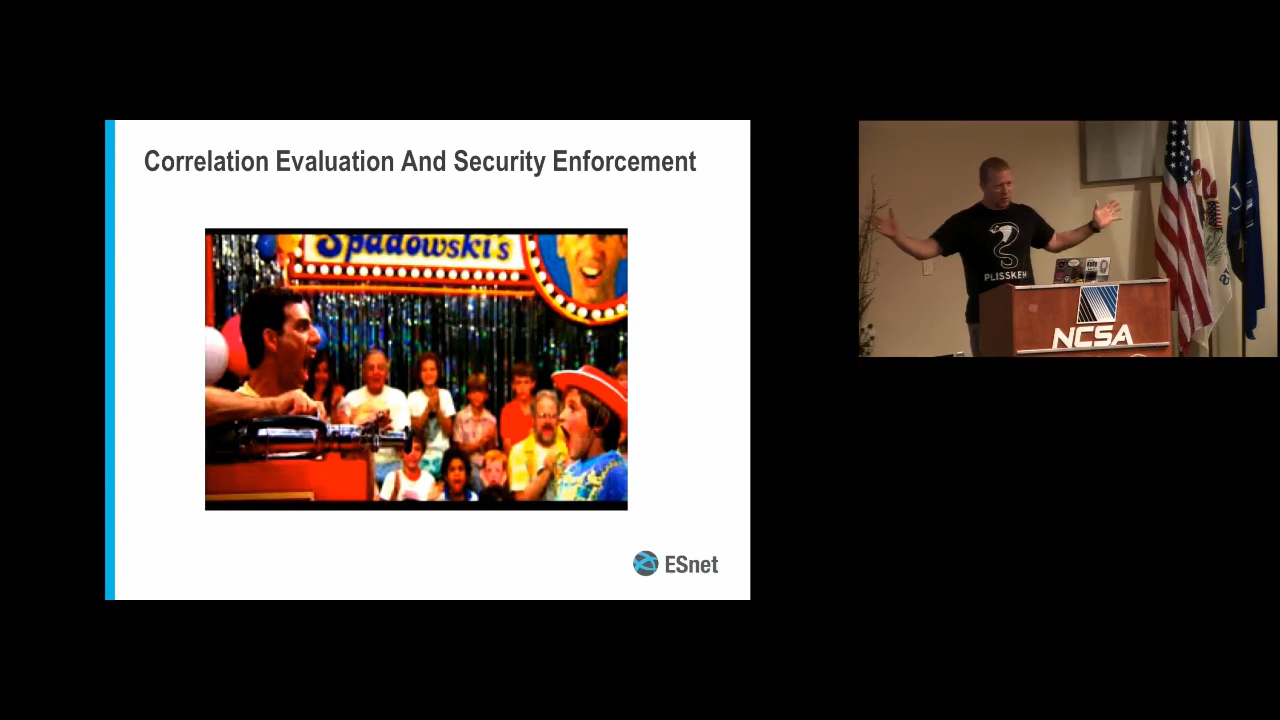 Correlation Evaluation And Security Enforcement
Spadowski's
ESnet
PLISSKEN
NCSA